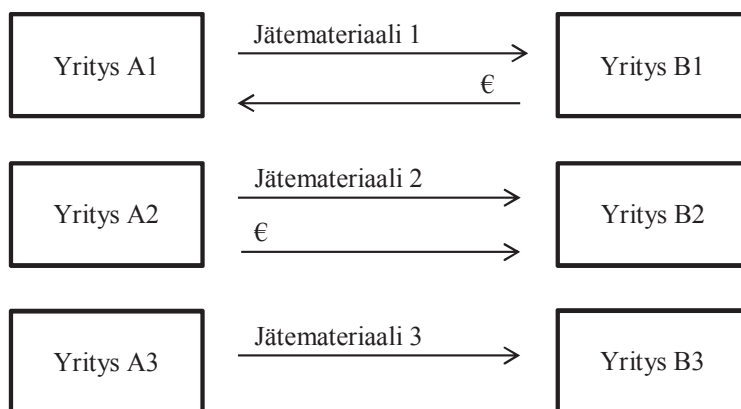 Jätemateriaali 1
Yritys A1
Yritys B1
€
Jätemateriaali 2
Yritys A2
Yritys B2
€
Jätemateriaali 3
Yritys A3
Yritys B3